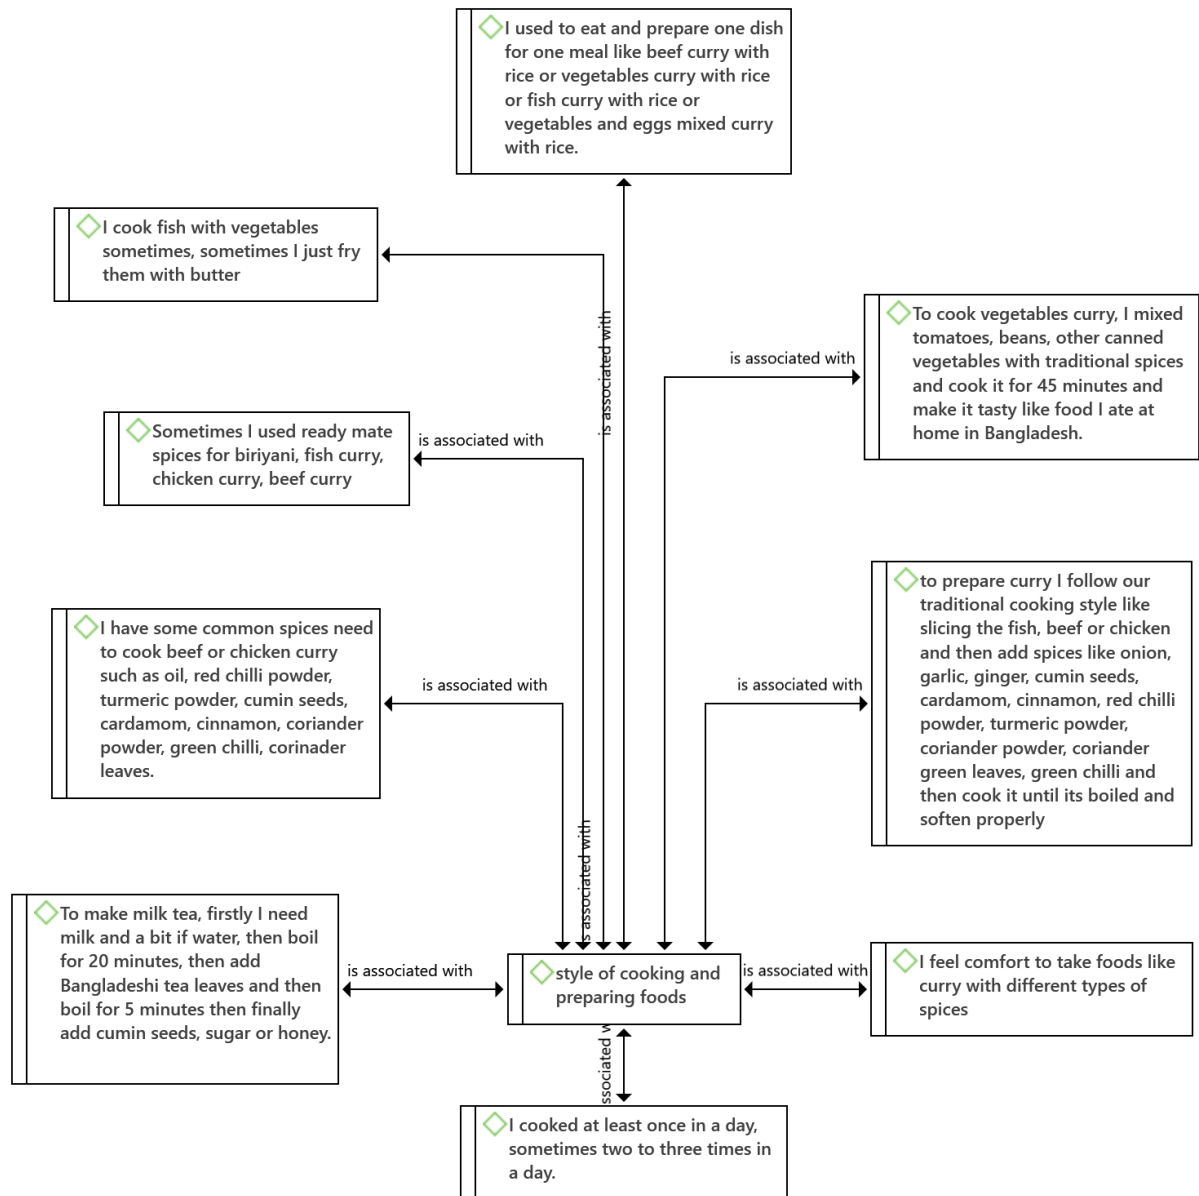 I used to eat and prepare one dish
for one meal like beef curry with
rice or vegetables curry with rice
or fish curry with rice or
vegetables and eggs mixed curry
with rice.
I cook fish with vegetables
sometimes, sometimes I just fry
them with butter
is associated with
To cook vegetables curry, I mixed
tomatoes, beans, other canned
vegetables with traditional spices
and cook it for 45 minutes and
make it tasty like food I ate at
home in Bangladesh.
is associated with
Sometimes I used ready mate
spices for biriyani, fish curry,
chicken curry, beef curry
is associated with
to prepare curry I follow our
traditional cooking style like
slicing the fish, beef or chicken
and then add spices like onion,
garlic, ginger, cumin seeds,
cardamom, cinnamon, red chilli
powder, turmeric powder,
coriander powder, coriander
green leaves, green chilli and
then cook it until its boiled and
soften properly
is associated with
I have some common spices need
to cook beef or chicken curry
such as oil, red chilli powder,
turmeric powder, cumin seeds,
cardamom, cinnamon, coriander
powder, green chilli, corinader
leaves.
is associated with
is associated with
To make milk tea, firstly I need
milk and a bit if water, then boil
for 20 minutes, then add
Bangladeshi tea leaves and then
boil for 5 minutes then finally
add cumin seeds, sugar or honey.
is associated with
style of cooking and
preparing foods
is associated with
I feel comfort to take foods like
curry with different types of
spices
ssociated w
I cooked at least once in a day,
sometimes two to three times in
a day.